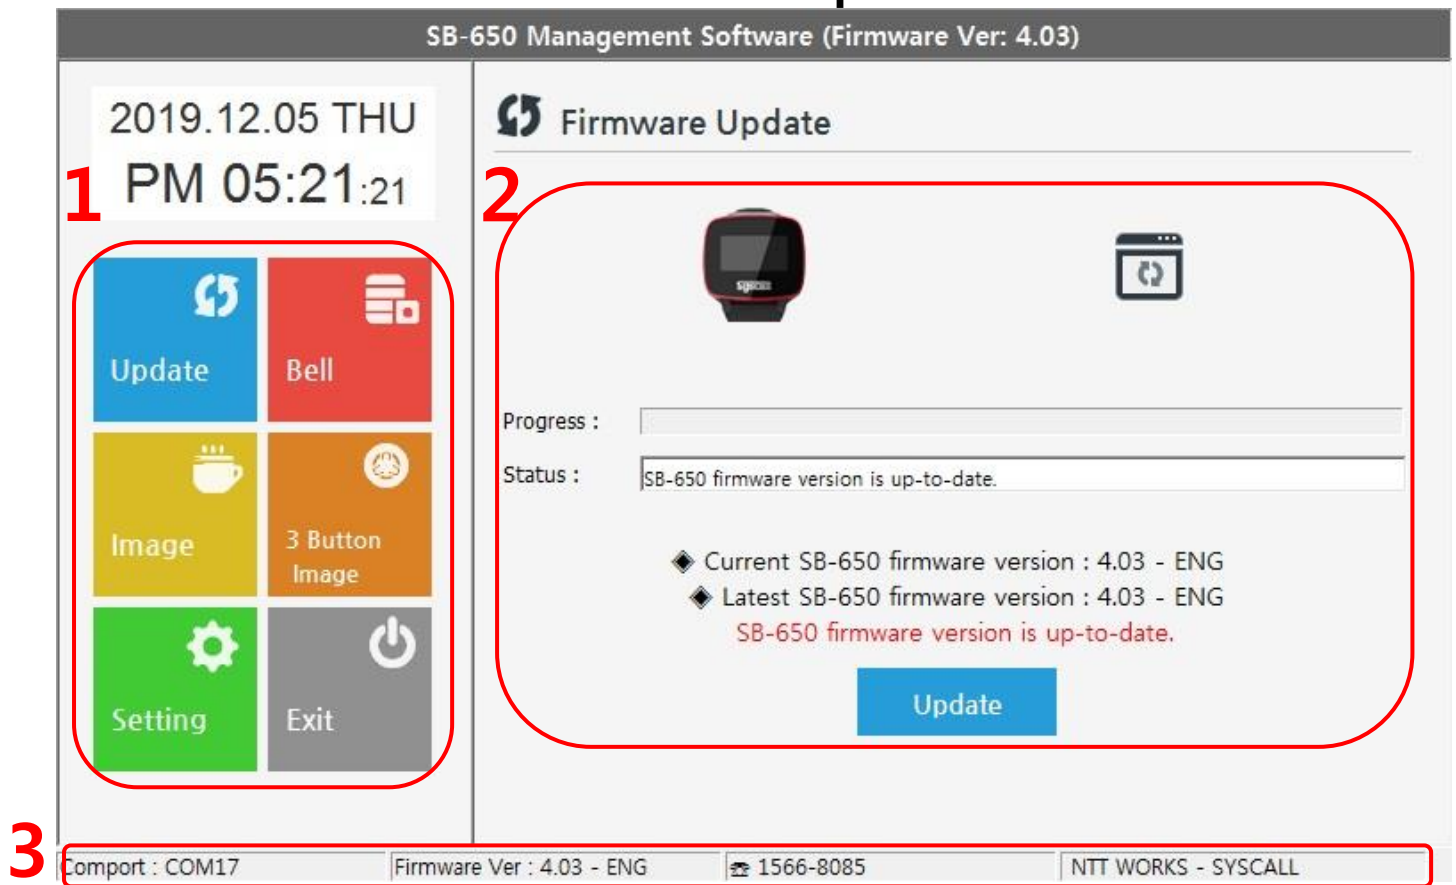 SB-650 Management Software (Firmware Ver: 4.03)
2019.12.05 THU
PM 05:21:21
1
Update
Bell
Image
3 Button
Image
Setting
Exit
Firmware Update
2
syscall
Progress :
Status :
SB-650 firmware version is up-to-date.
◈ Current SB-650 firmware version : 4.03 - ENG
◈ Latest SB-650 firmware version : 4.03 - ENG
SB-650 firmware version is up-to-date.
Update
3
Comport : COM17
Firmware Ver : 4.03 - ENG
☎ 1566-8085
NTT WORKS - SYSCALL